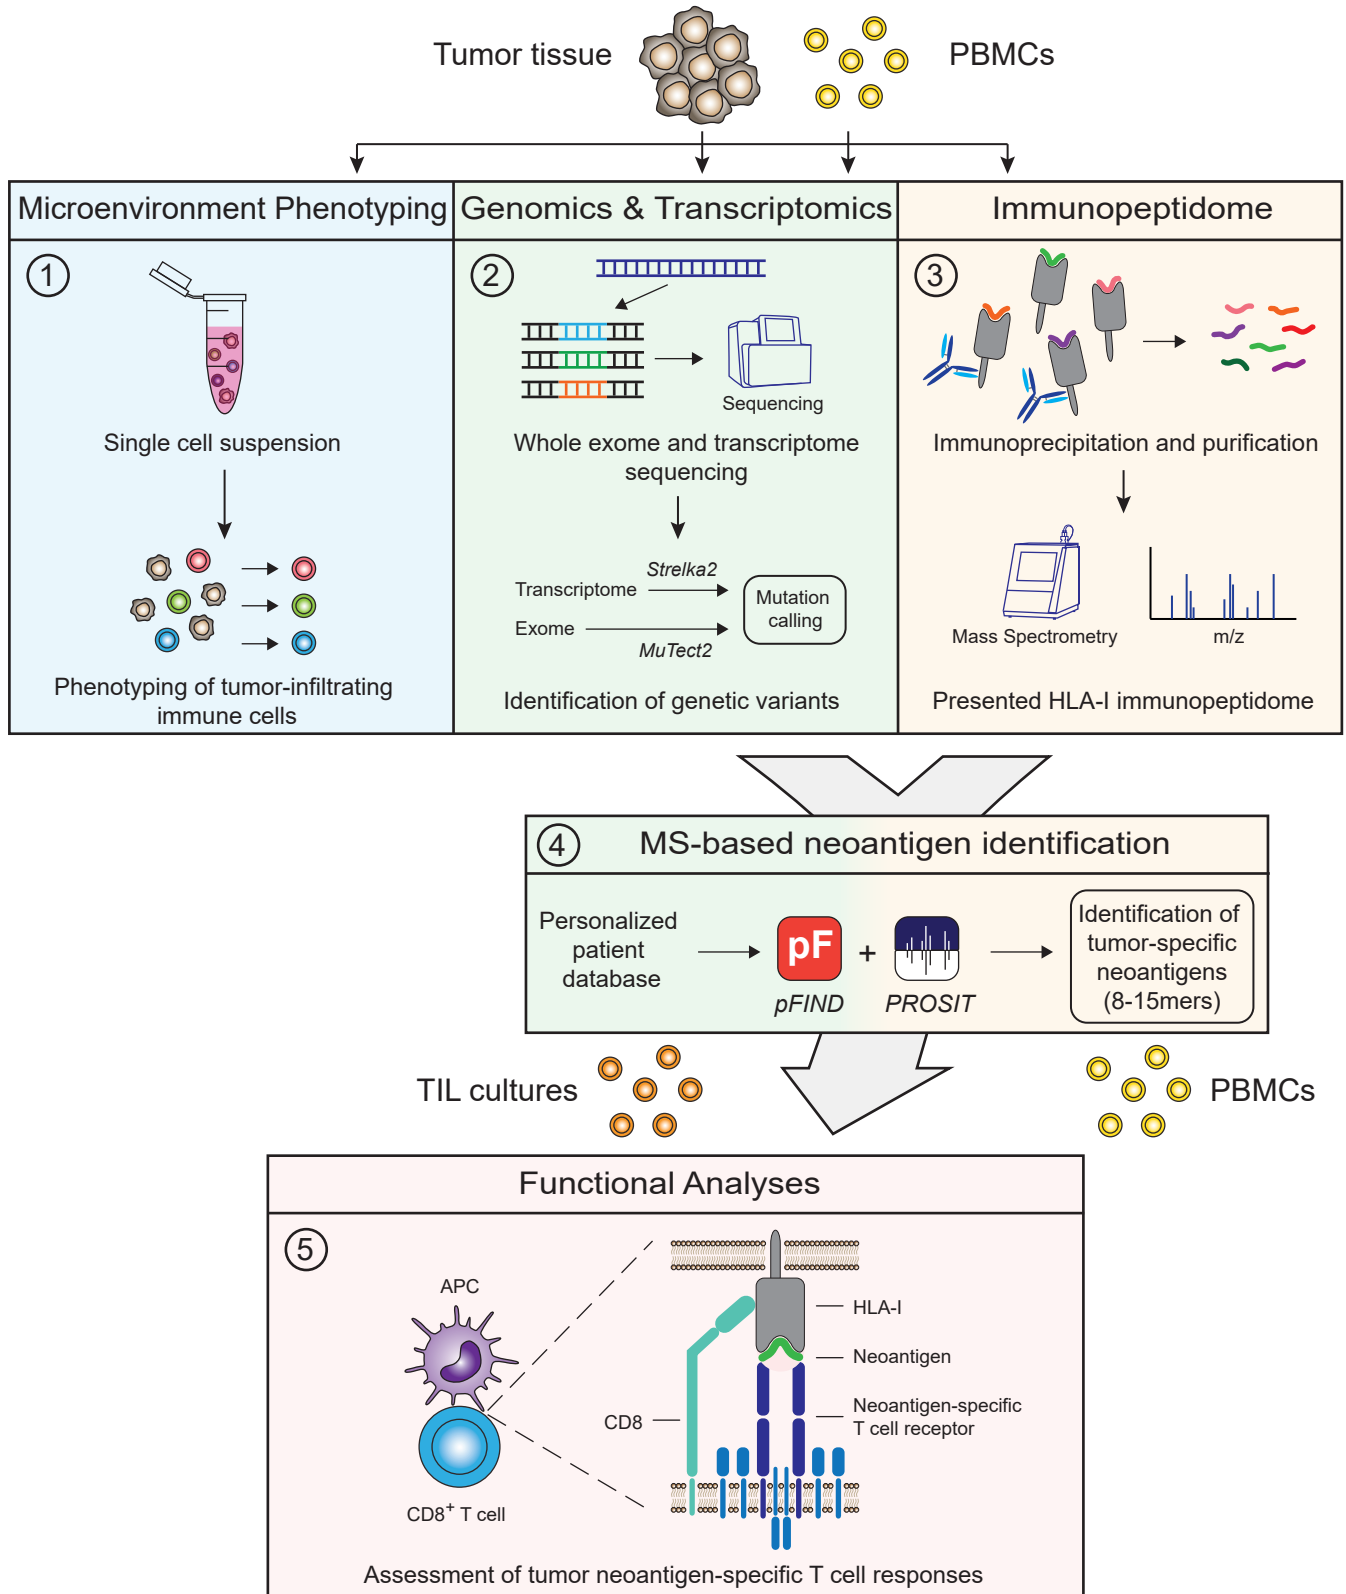 Tumor tissue
PBMCs
Microenvironment Phenotyping
Genomics & Transcriptomics
Immunopeptidome
1
Single cell suspension
Phenotyping of tumor-infiltrating
immune cells
2
Sequencing
Whole exome and transcriptome
sequencing
Strelka2
Transcriptome
Exome
MuTect2
Mutation
calling
Identification of genetic variants
3
Immunoprecipitation and purification
Mass Spectrometry
m/z
Presented HLA-I immunopeptidome
4
MS-based neoantigen identification
Personalized
patient
database
pF
+
pFIND
PROSIT
Identification of
tumor-specific
neoantigens
(8-15mers)
TIL cultures
PBMCs
Functional Analyses
5
APC
CD8⁺ T cell
HLA-I
Neoantigen
CD8
Neoantigen-specific
T cell receptor
Assessment of tumor neoantigen-specific T cell responses